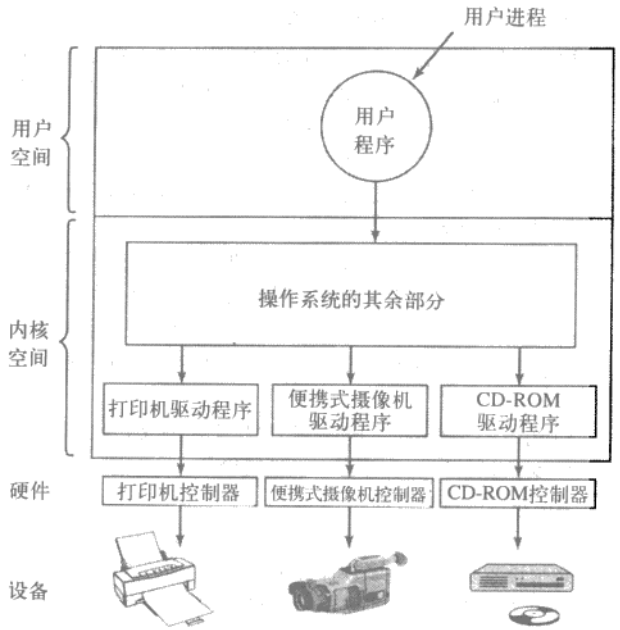 用户进程
用户
空间
用户
程序
操作系统的其余部分
内核
空间
打印机驱动程序
便携式摄像机
驱动程序
CD-ROM
驱动程序
硬件
打印机控制器
便携式摄像机控制器
CD-ROM控制器
设备